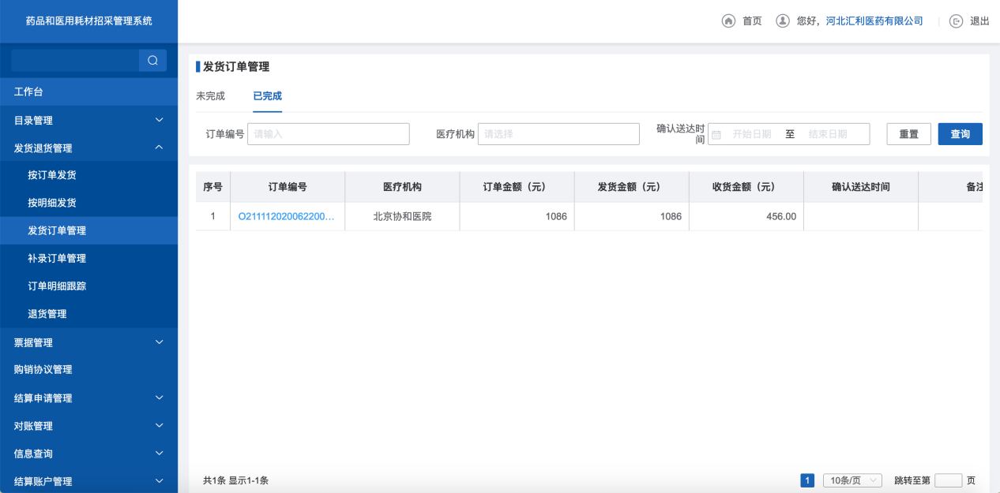 药品和医用耗材招采管理系统
首页
您好，河北汇利医药有限公司
退出
工作台
目录管理
发货退货管理
按订单发货
按明细发货
发货订单管理
补录订单管理
订单明细跟踪
退货管理
票据管理
购销协议管理
结算申请管理
对账管理
信息查询
结算账户管理
发货订单管理
未完成 已完成
订单编号 请输入 医疗机构 请选择 确认送达时间 开始日期 至 结束日期 重置 查询
序号 订单编号 医疗机构 订单金额（元） 发货金额（元） 收货金额（元） 确认送达时间 备注
1 O211112020062200... 北京协和医院 1086 1086 456.00
共1条 显示1-1条 1 10条/页 跳转至第 页